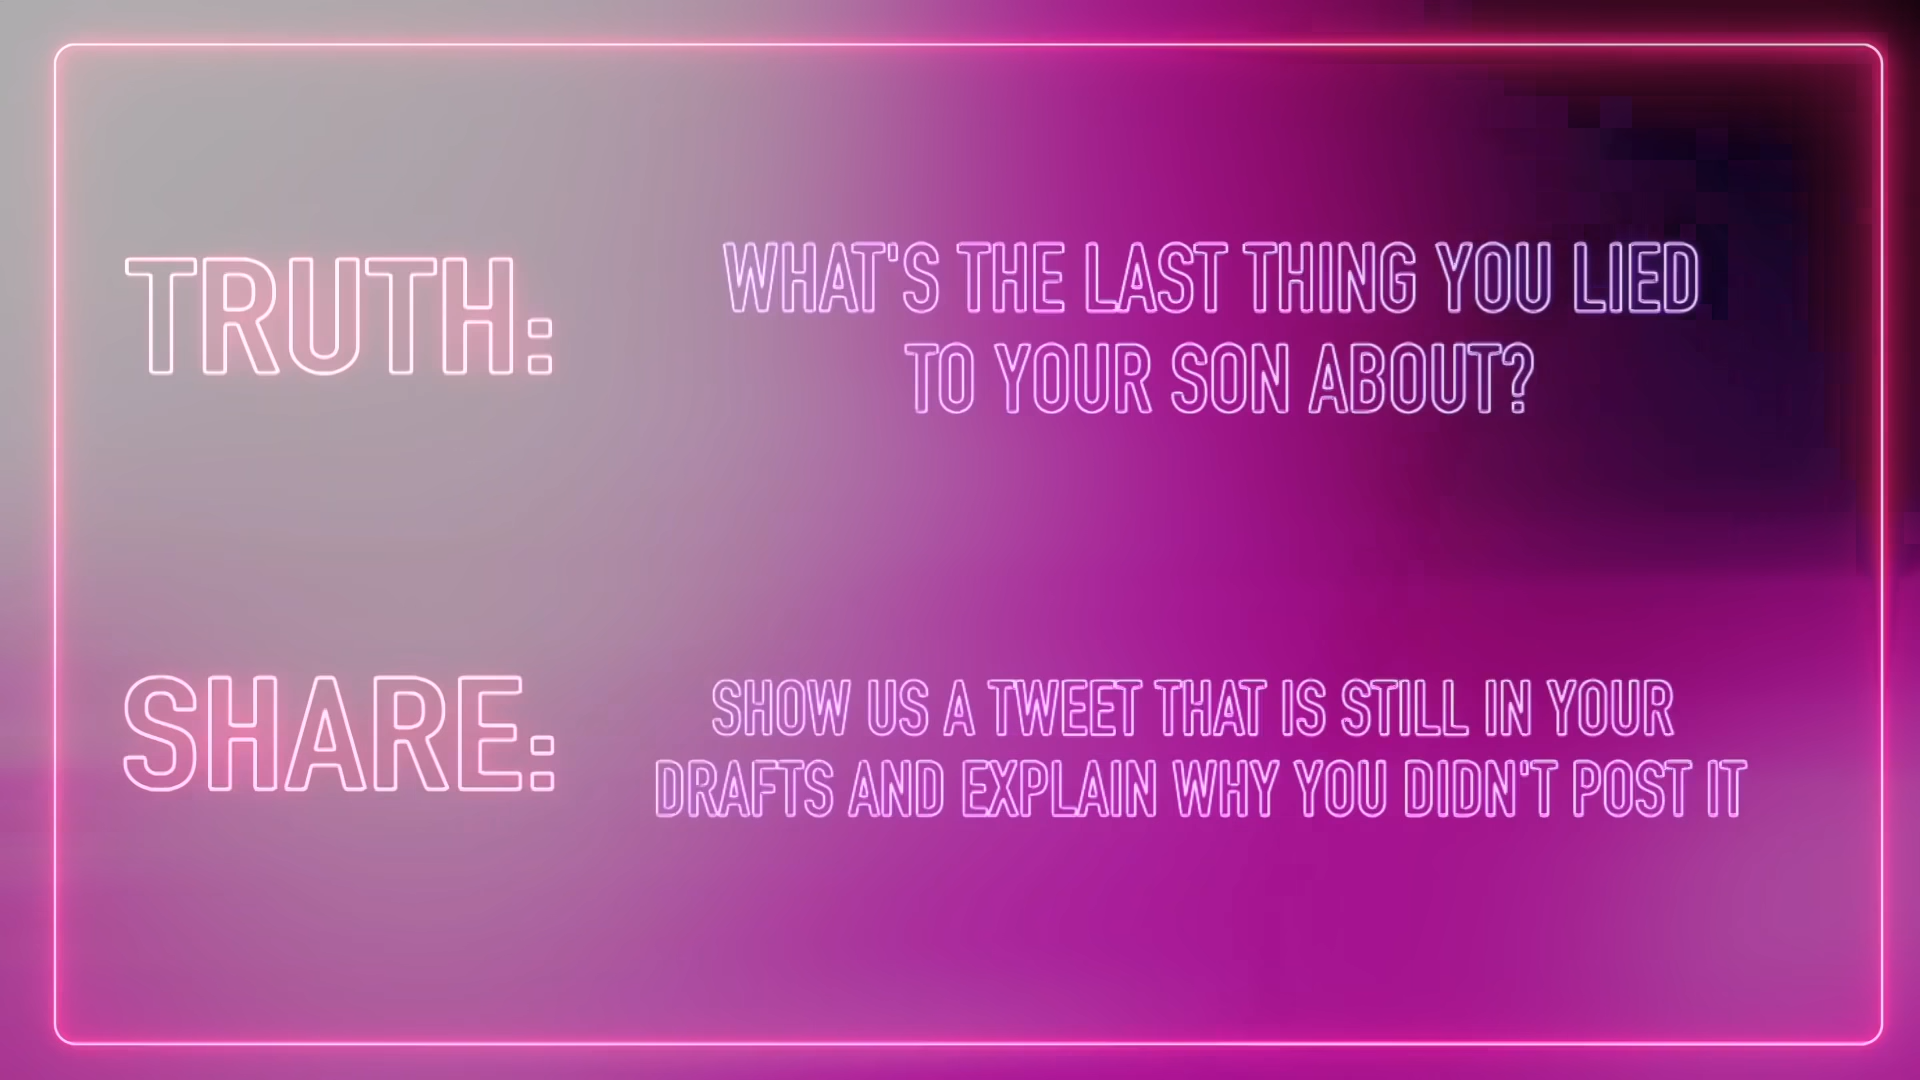 TRUTH:
WHAT'S THE LAST THING YOU LIED
TO YOUR SON ABOUT?
SHARE:
SHOW US A TWEET THAT IS STILL IN YOUR
DRAFTS AND EXPLAIN WHY YOU DIDN'T POST IT